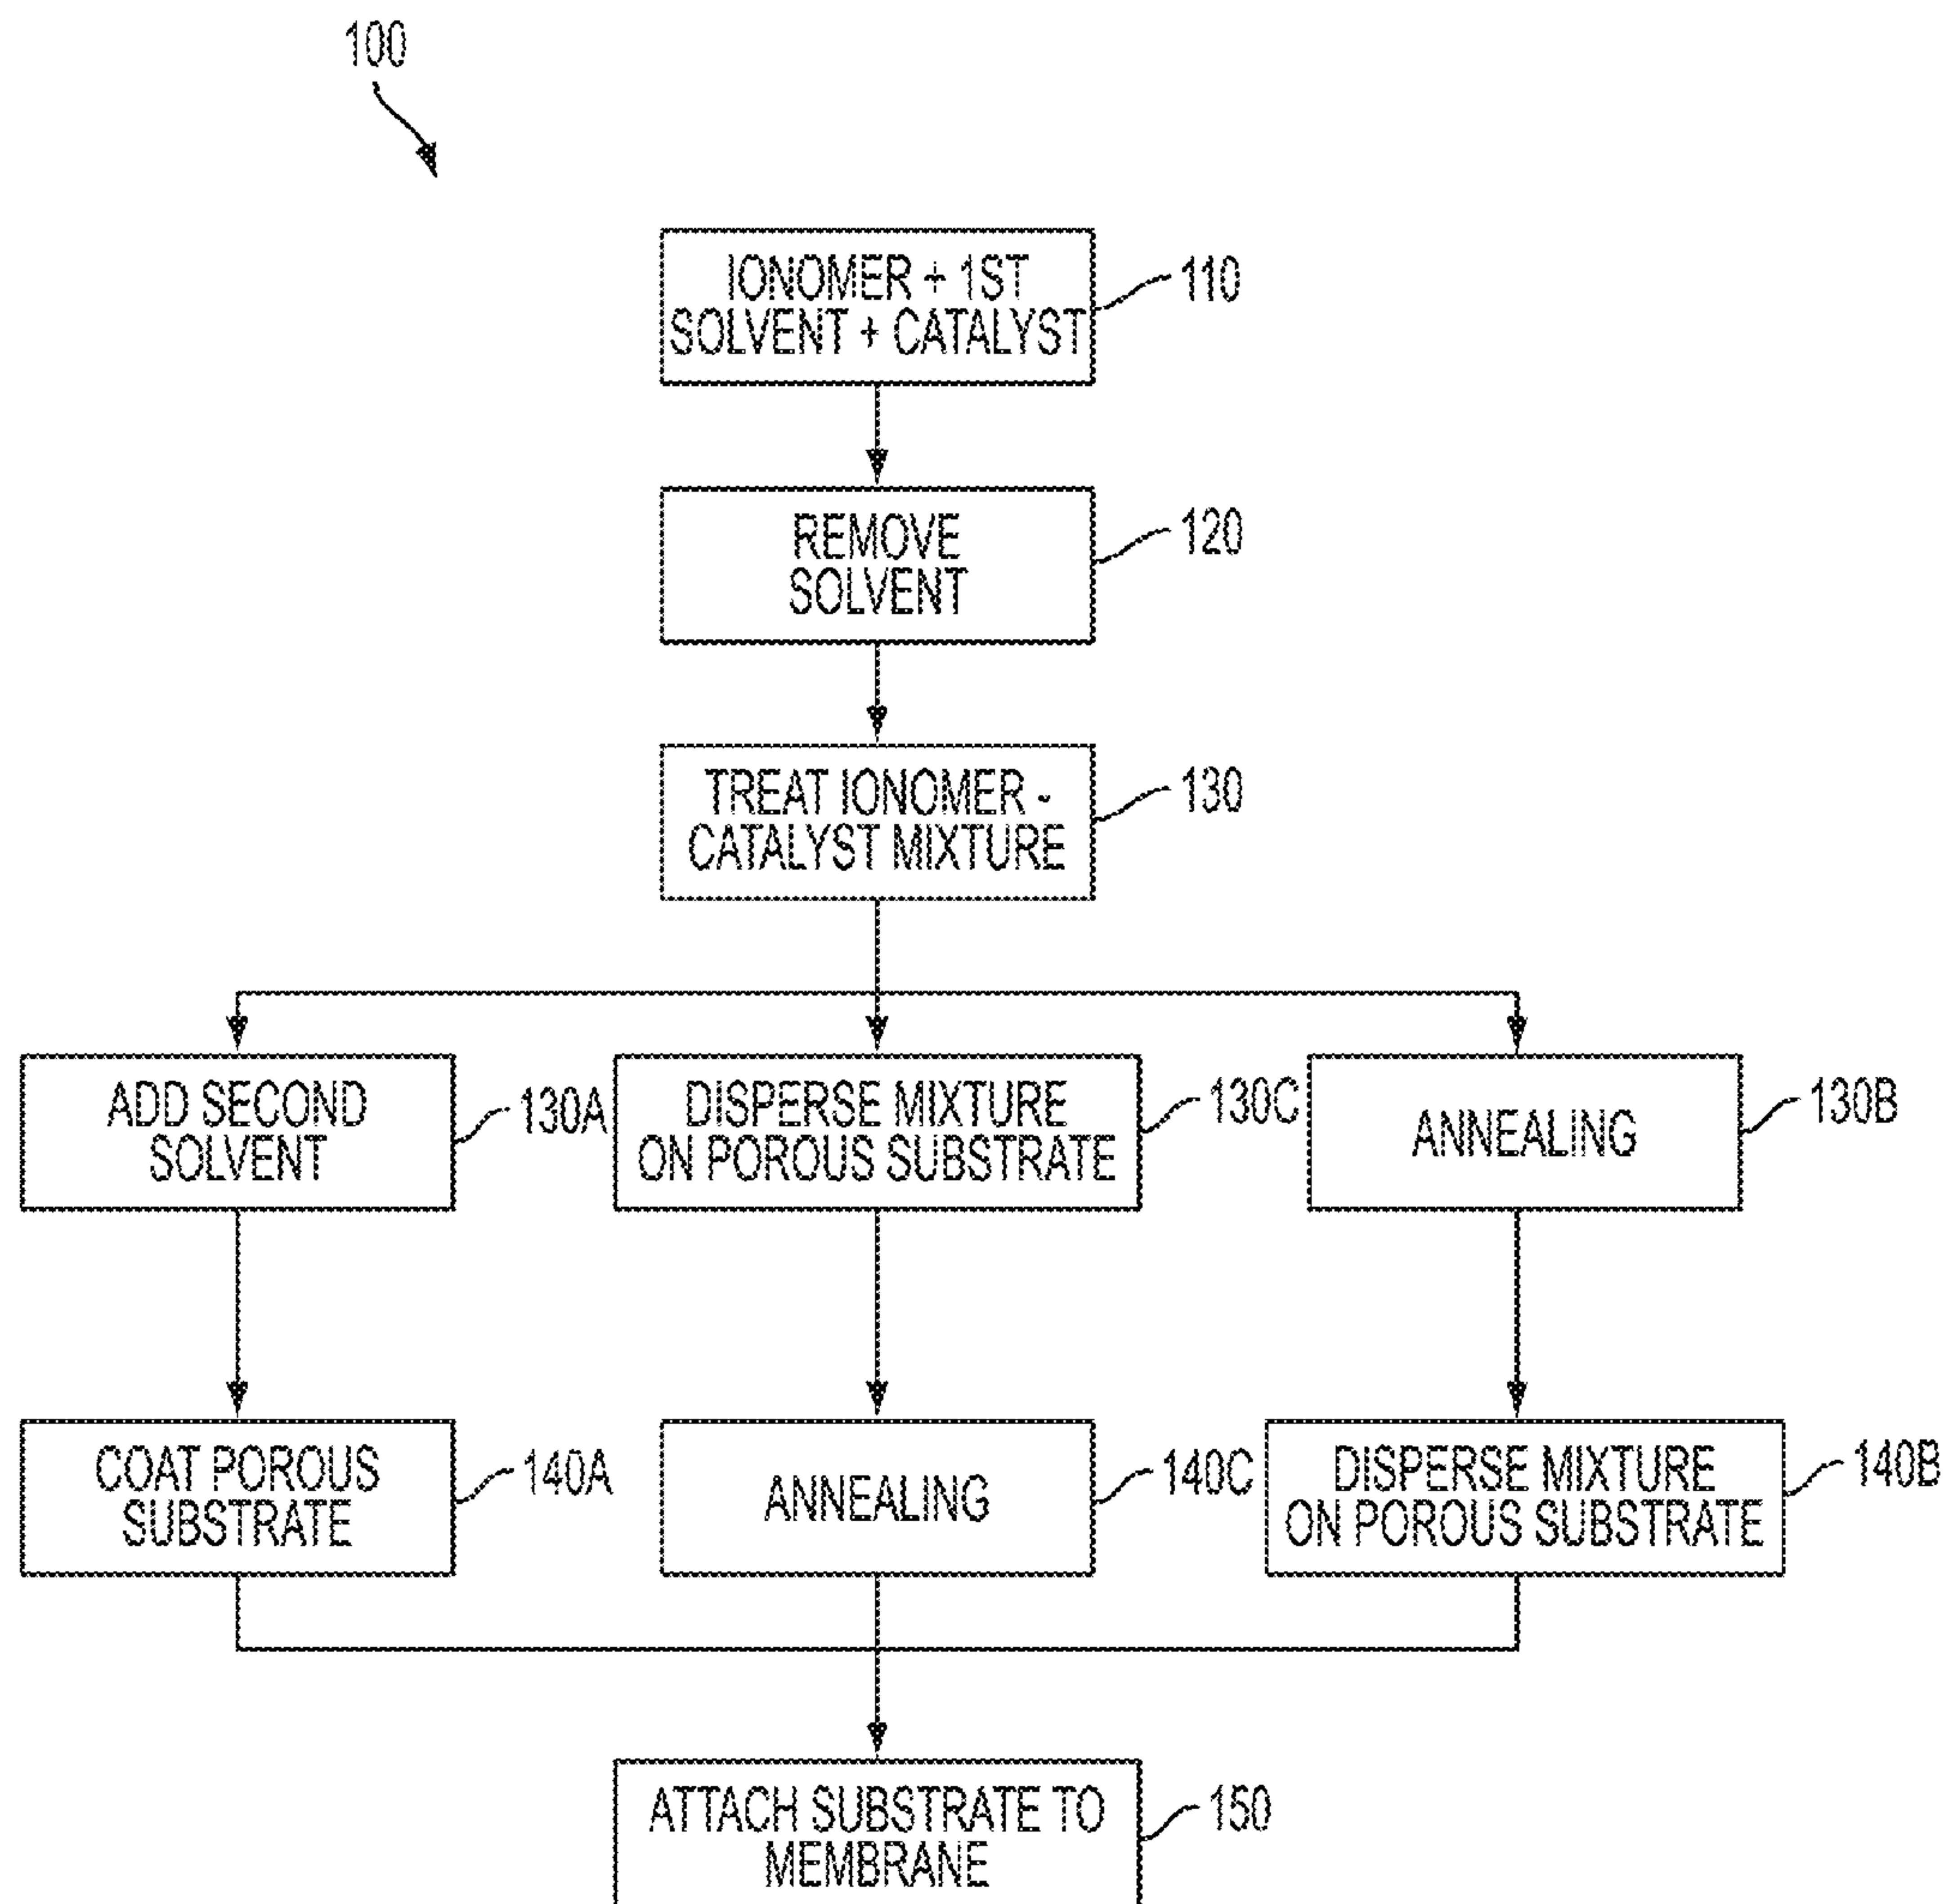 100
IONOMER + 1ST
SOLVENT + CATALYST
110
REMOVE
SOLVENT
120
TREAT IONOMER -
CATALYST MIXTURE
130
ADD SECOND
SOLVENT
130A
DISPERSE MIXTURE
ON POROUS SUBSTRATE
130C
ANNEALING
130B
COAT POROUS
SUBSTRATE
140A
ANNEALING
140C
DISPERSE MIXTURE
ON POROUS SUBSTRATE
140B
ATTACH SUBSTRATE TO
MEMBRANE
150